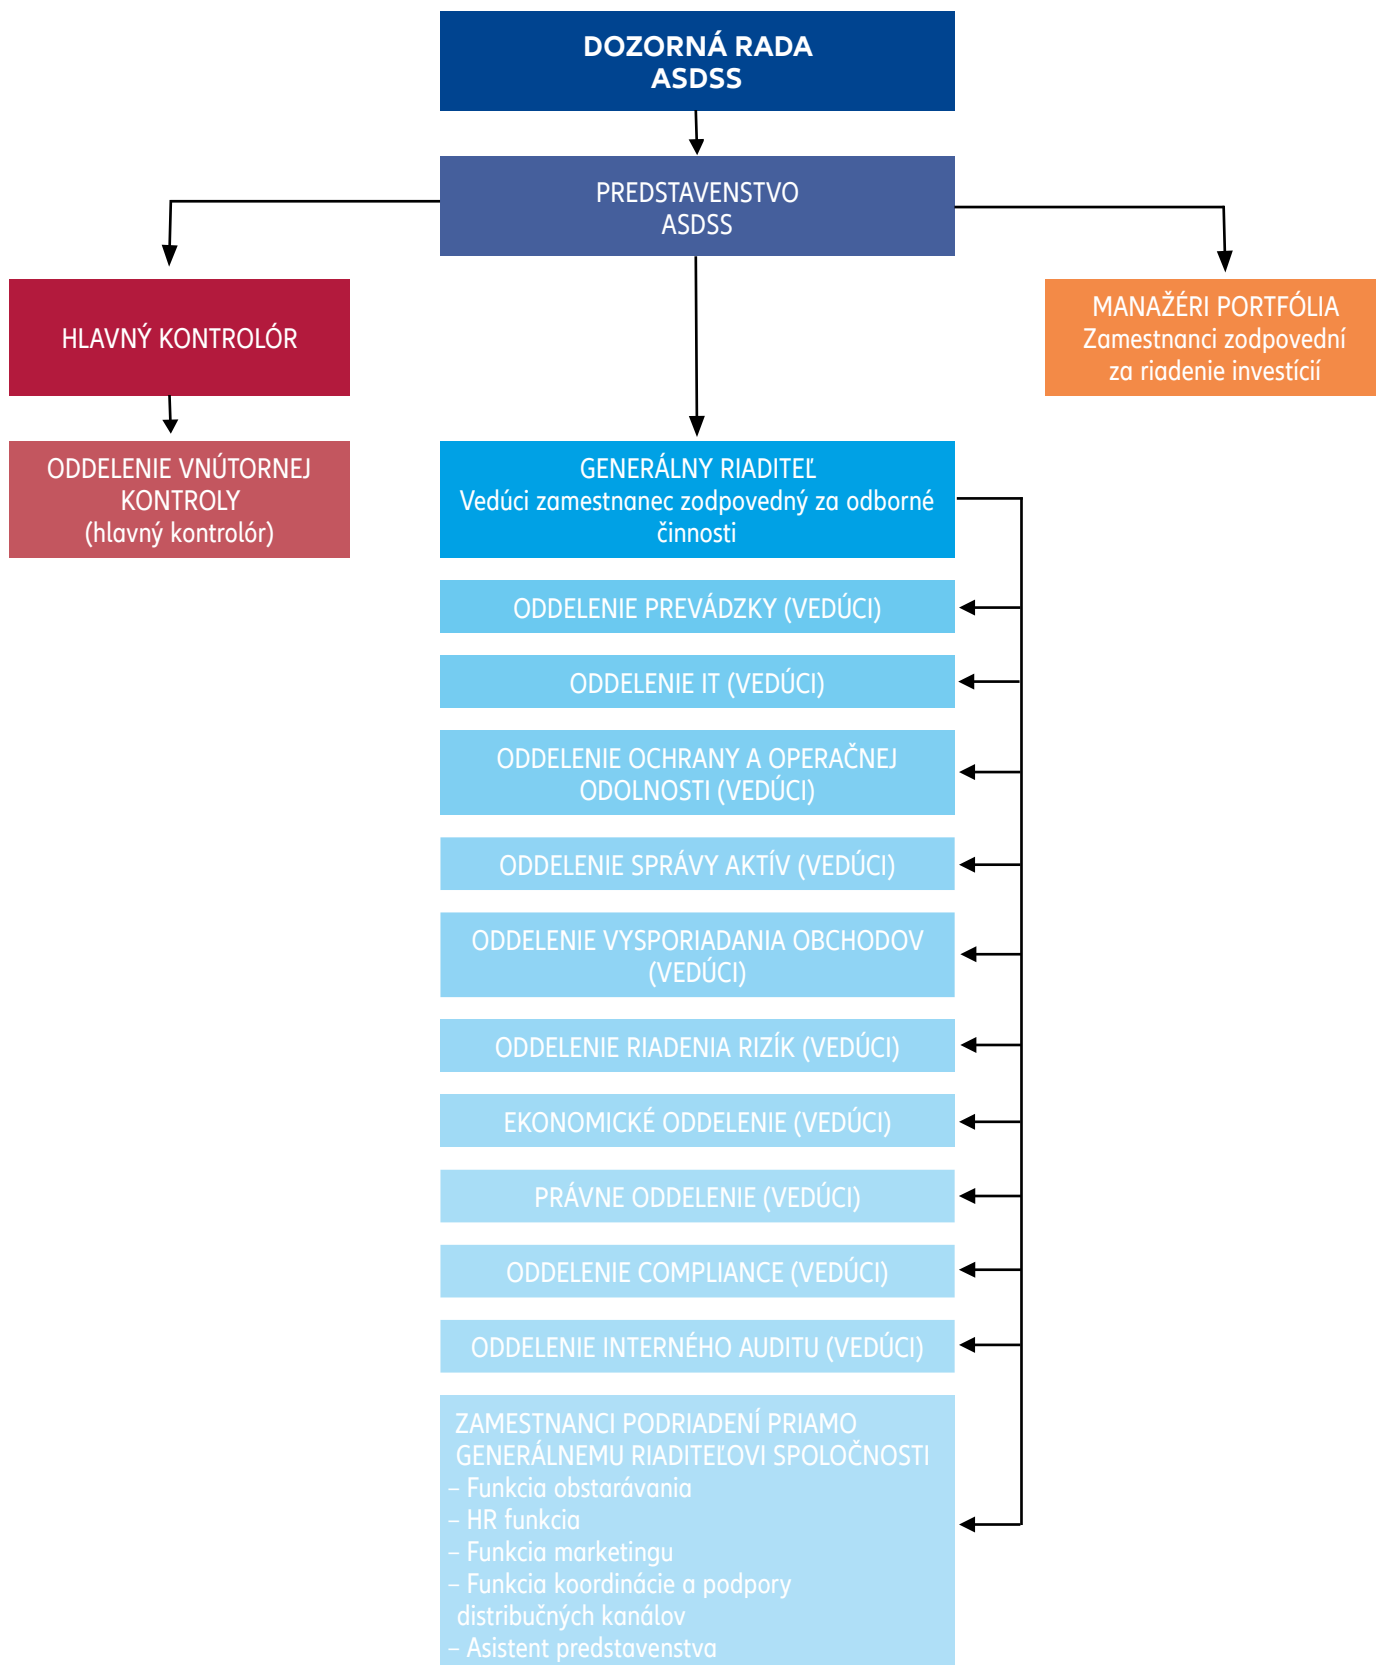 DOZORNÁ RADA
ASDSS
PREDSTAVENSTVO
ASDSS
HLAVNÝ KONTROLÓR
MANAŽÉRI PORTFÓLIA
Zamestnanci zodpovední
za riadenie investícií
ODDELENIE VNÚTORNEJ
KONTROLY
(hlavný kontrolór)
GENERÁLNY RIADITEĽ
Vedúci zamestnanec zodpovedný za odborné
činnosti
ODDELENIE PREVÁDZKY (VEDÚCI)
ODDELENIE IT (VEDÚCI)
ODDELENIE OCHRANY A OPERAČNEJ
ODOLNOSTI (VEDÚCI)
ODDELENIE SPRÁVY AKTÍV (VEDÚCI)
ODDELENIE VYSPORIADANIA OBCHODOV
(VEDÚCI)
ODDELENIE RIADENIA RIZÍK (VEDÚCI)
EKONOMICKÉ ODDELENIE (VEDÚCI)
PRÁVNE ODDELENIE (VEDÚCI)
ODDELENIE COMPLIANCE (VEDÚCI)
ODDELENIE INTERNÉHO AUDITU (VEDÚCI)
ZAMESTNANCI PODRIADENÍ PRIAMO
GENERÁLNEMU RIADITEĽOVI SPOLOČNOSTI
– Funkcia obstarávania
– HR funkcia
– Funkcia marketingu
– Funkcia koordinácie a podpory
distribučných kanálov
– Asistent predstavenstva